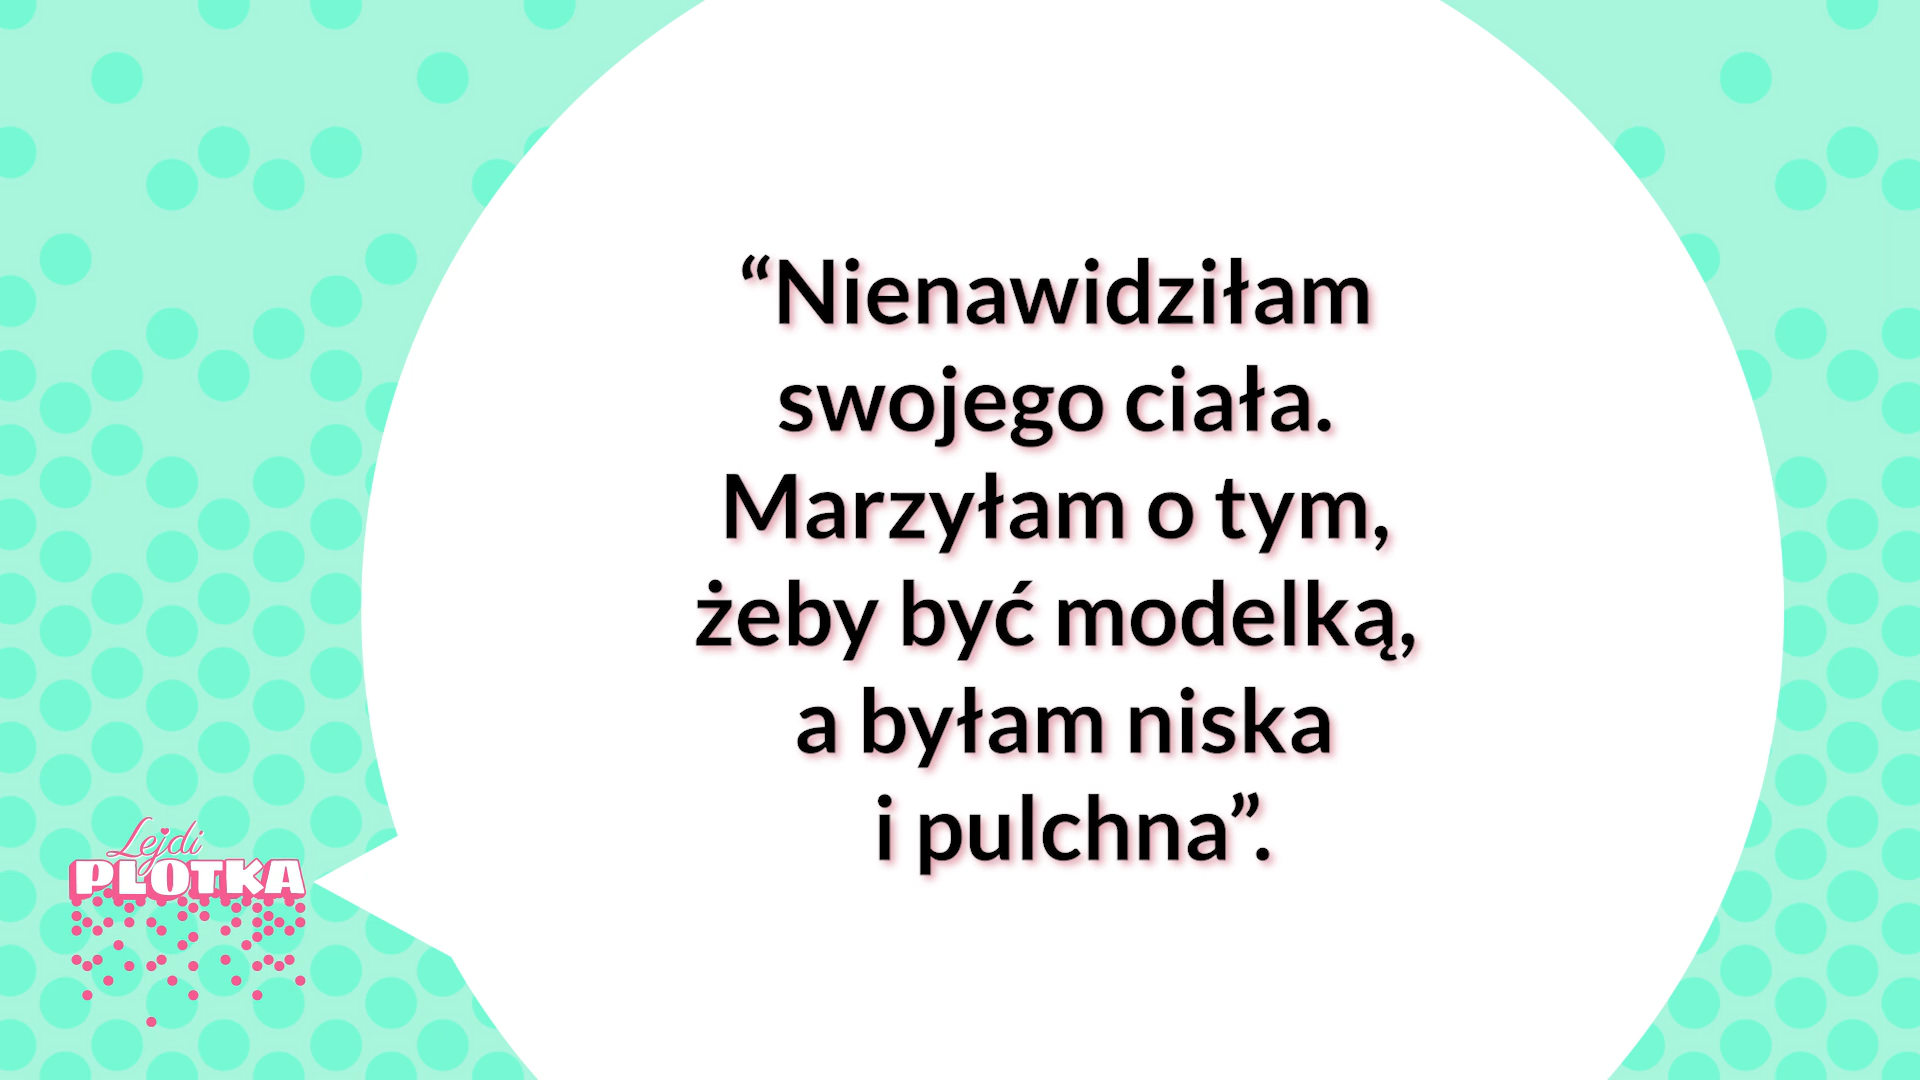 “Nienawidziłam
swojego ciała.
Marzyłam o tym,
żeby być modelką,
a byłam niska
i pulchna”.
Lejdi
PLOTKA